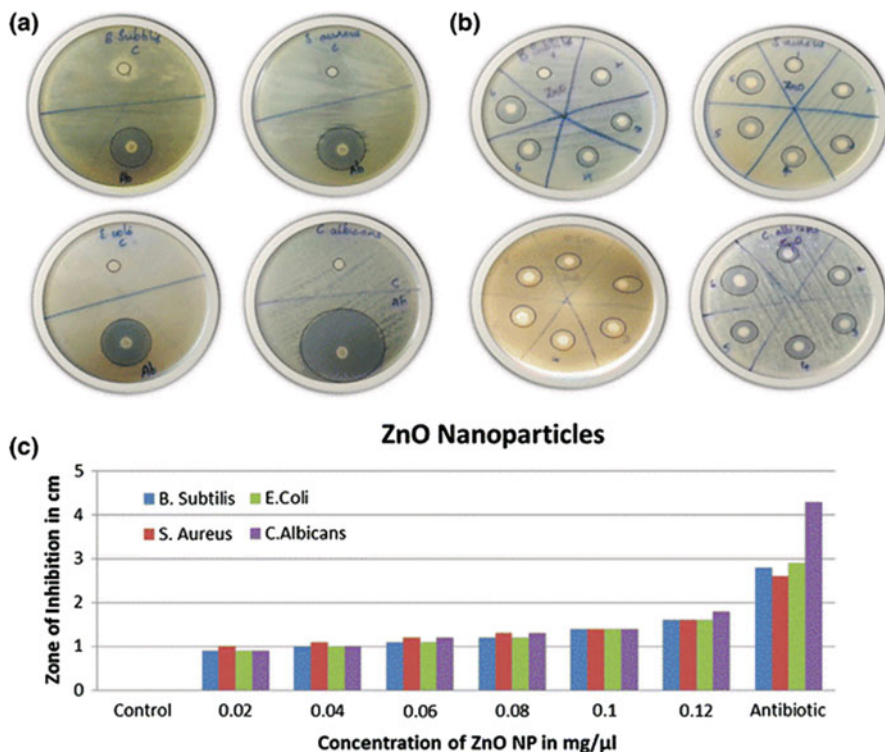 (a)
(b)
B. Subtilis
C
Ab
S. aureus
C
Ab
E. coli
C
Ab
C. albicans
C
Ab
B. Subtilis
ZnO
S. aureus
ZnO
C. albicans
ZnO
ZnO Nanoparticles
(c)
Zone of Inhibition in cm
5
4
3
2
1
0
B. Subtilis
E.Coli
S. Aureus
C.Albicans
Control
0.02
0.04
0.06
0.08
0.1
0.12
Antibiotic
Concentration of ZnO NP in mg/µl